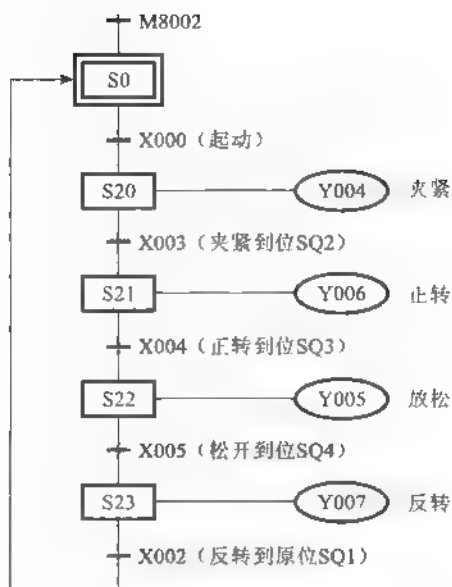 M8002
S0
X000（起动）
S20 Y004 夹紧
X003（夹紧到位SQ2）
S21 Y006 正转
X004（正转到位SQ3）
S22 Y005 放松
X005（松开到位SQ4）
S23 Y007 反转
X002（反转到原位SQ1）